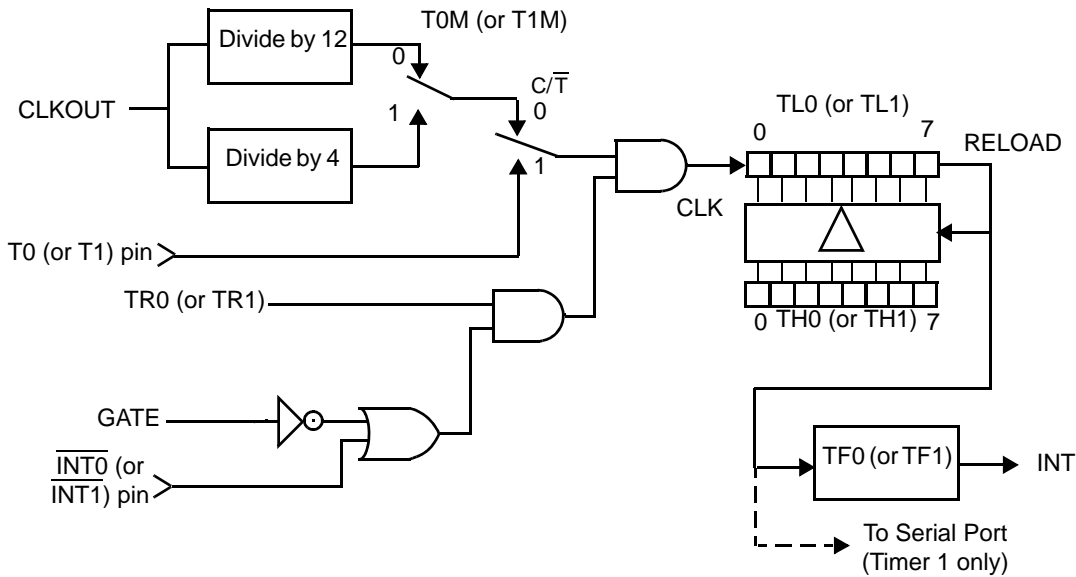 T0M (or T1M)
Divide by 12
0
CLKOUT
1
C/T̅
0
Divide by 4
1
TL0 (or TL1)
0 7
RELOAD
CLK
T0 (or T1) pin
TR0 (or TR1)
0 TH0 (or TH1) 7
GATE
I̅N̅T̅0̅ (or
I̅N̅T̅1̅) pin
TF0 (or TF1)
INT
To Serial Port
(Timer 1 only)